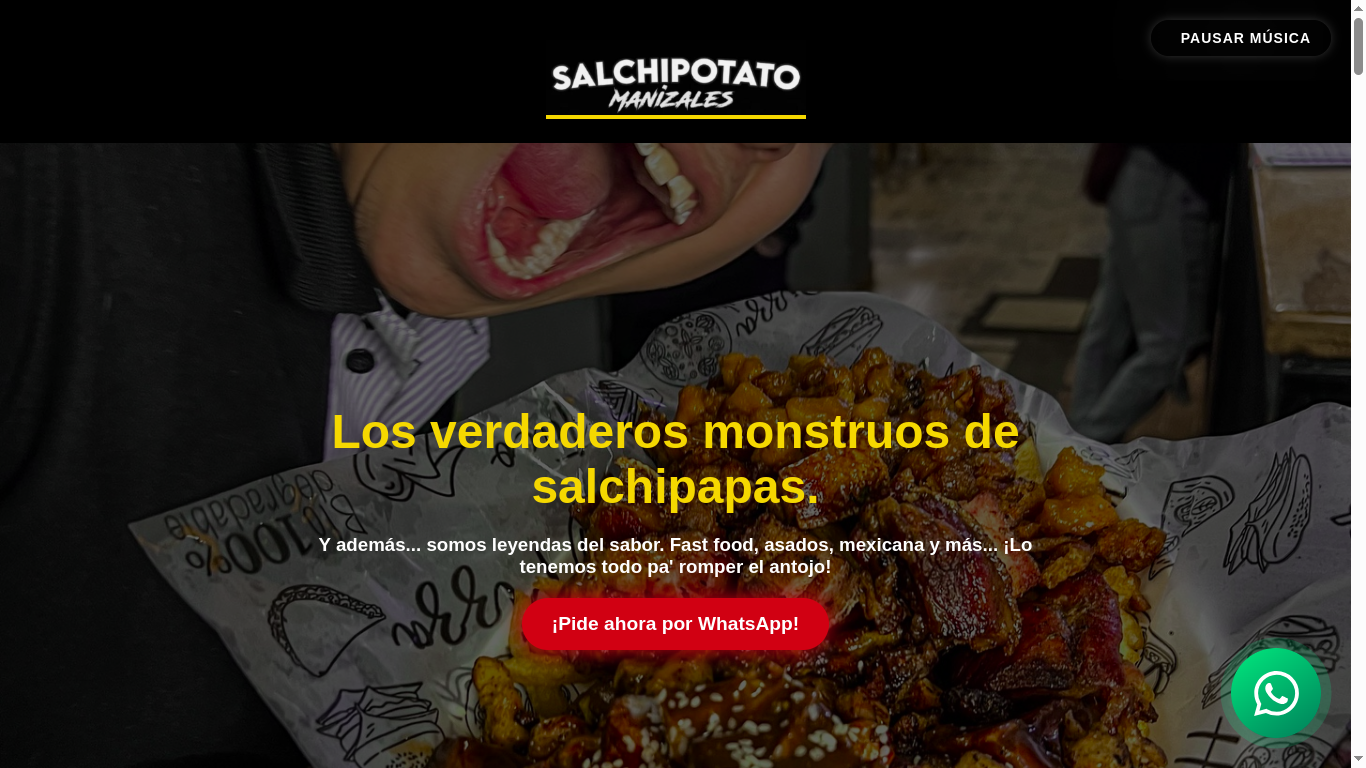 PAUSAR MÚSICA
SALCHIPOTATO
MANIZALES
Los verdaderos monstruos de
salchipapas.
Y además... somos leyendas del sabor. Fast food, asados, mexicana y más... ¡Lo
tenemos todo pa' romper el antojo!
¡Pide ahora por WhatsApp!
100%